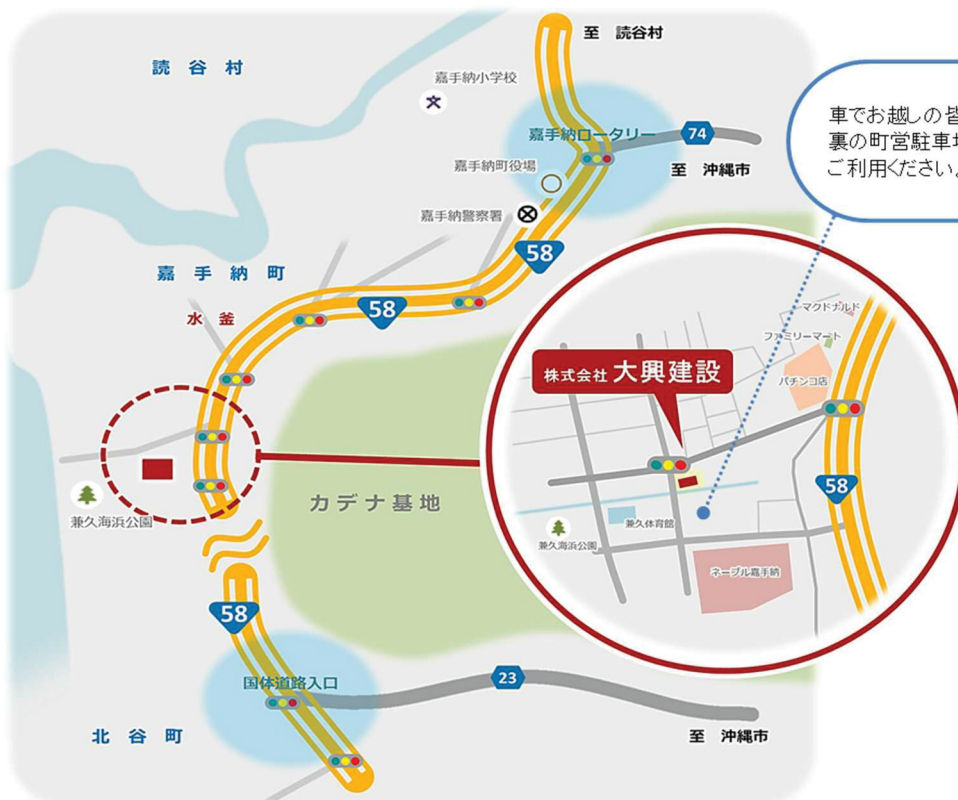 至 読谷村
読谷村
嘉手納小学校
嘉手納ロータリー
74
至 沖縄市
嘉手納町役場
嘉手納警察署
車でお越しの皆
裏の町営駐車場
ご利用ください。
58
嘉手納町
58
水釜
マクドナルド
ファミリーマート
パチンコ店
株式会社 大興建設
58
カデナ基地
兼久海浜公園
兼久体育館
兼久海浜公園
ネーブル嘉手納
58
国体道路入口
23
北谷町
至 沖縄市